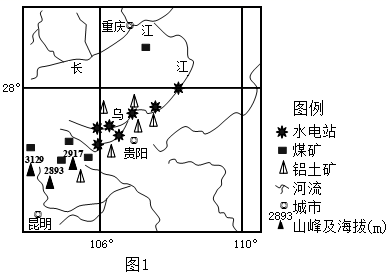 重庆
江
长
江
28°
乌
贵阳
2917
3129
2893
昆明
106°
110°
图例
水电站
煤矿
铝土矿
河流
城市
2893
山峰及海拔(m)
图1